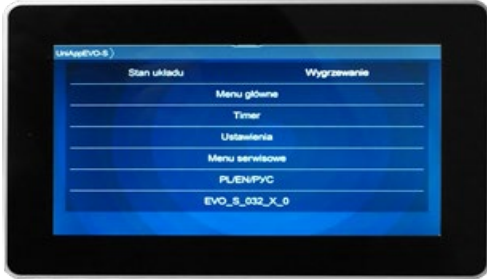 UniAppEVO-S
Stan układu Wygrzewanie
Menu główne
Timer
Ustawienia
Menu serwisowe
PL/EN/РУС
EVO_S_032_X_0